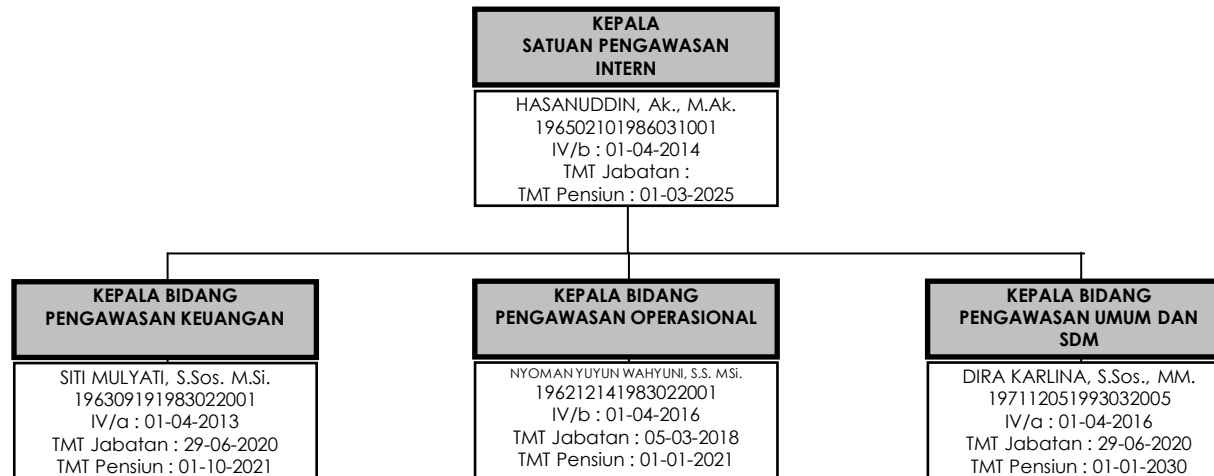 KEPALA
SATUAN PENGAWASAN
INTERN
HASANUDDIN, Ak., M.Ak.
196502101986031001
IV/b : 01-04-2014
TMT Jabatan :
TMT Pensiun : 01-03-2025
KEPALA BIDANG
PENGAWASAN KEUANGAN
SITI MULYATI, S.Sos. M.Si.
196309191983022001
IV/a : 01-04-2013
TMT Jabatan : 29-06-2020
TMT Pensiun : 01-10-2021
KEPALA BIDANG
PENGAWASAN OPERASIONAL
NYOMAN YUYUN WAHYUNI, S.S. MSi.
196212141983022001
IV/b : 01-04-2016
TMT Jabatan : 05-03-2018
TMT Pensiun : 01-01-2021
KEPALA BIDANG
PENGAWASAN UMUM DAN
SDM
DIRA KARLINA, S.Sos., MM.
197112051993032005
IV/a : 01-04-2016
TMT Jabatan : 29-06-2020
TMT Pensiun : 01-01-2030